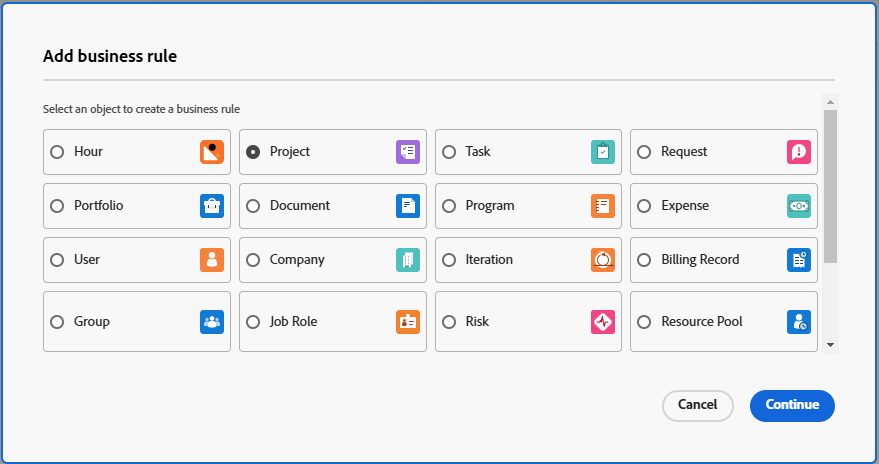 Add business rule
Select an object to create a business rule
Hour Project Task Request
Portfolio Document Program Expense
User Company Iteration Billing Record
Group Job Role Risk Resource Pool
Cancel Continue